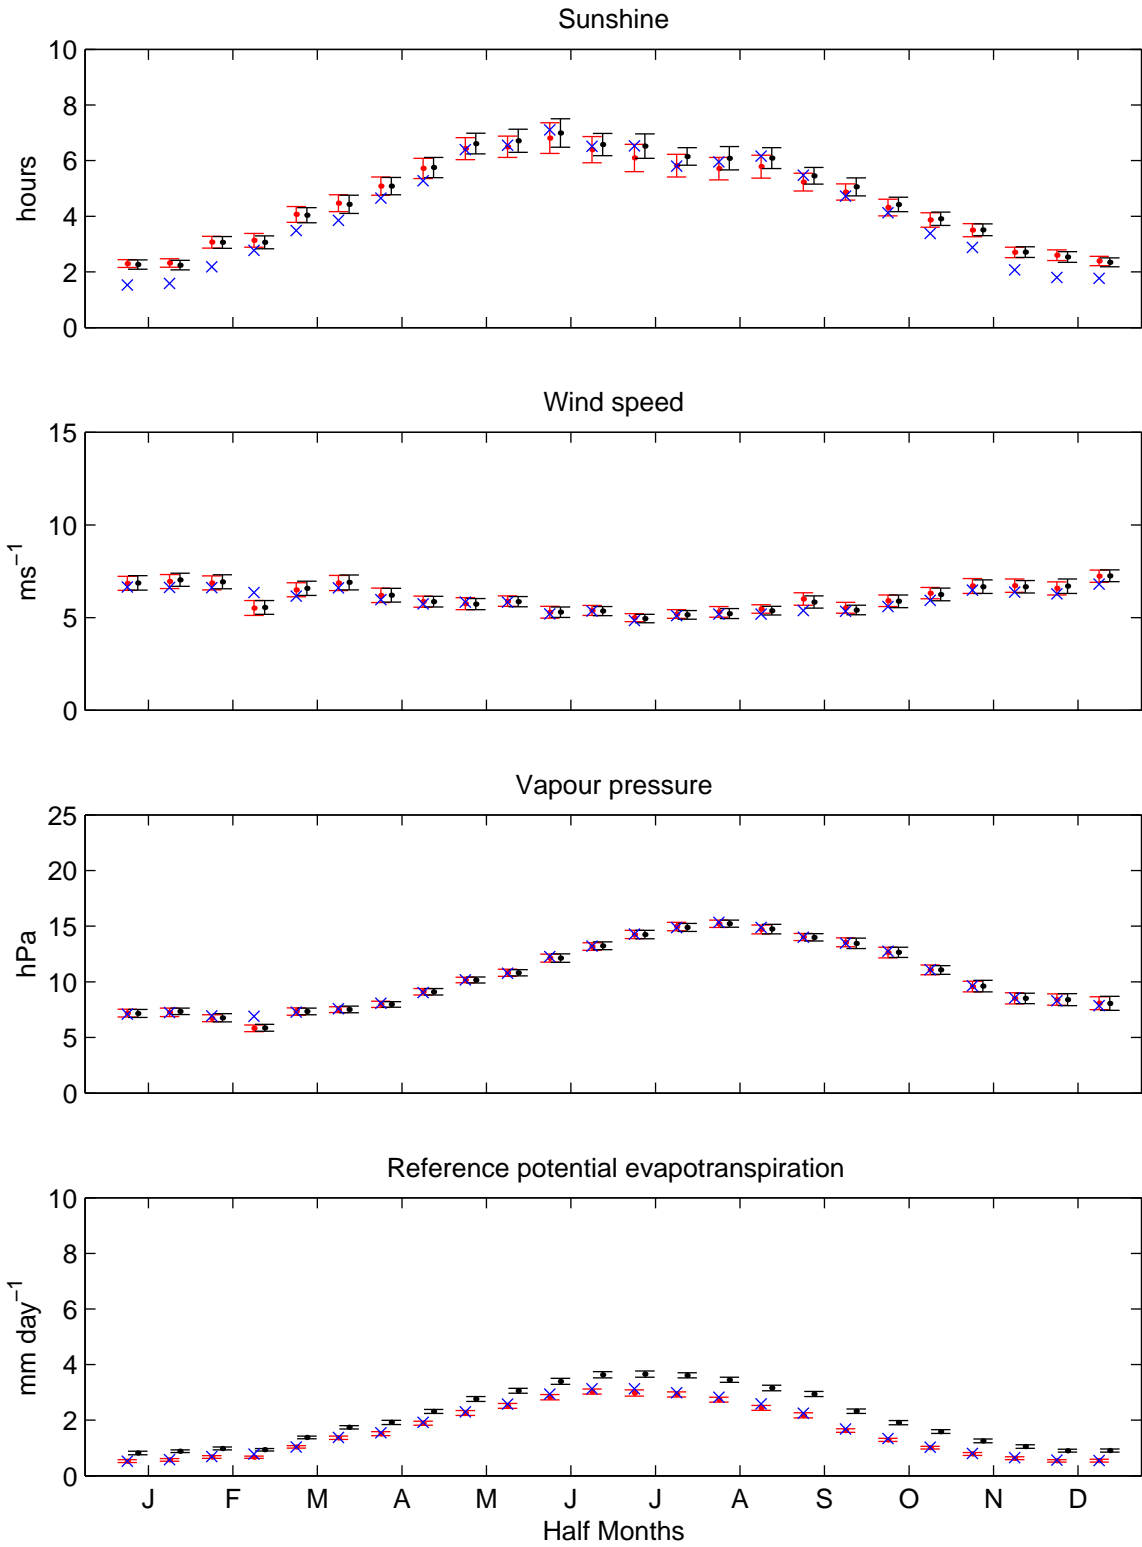 Sunshine
10
8
6
4
2
0
hours
Wind speed
15
10
5
0
ms⁻¹
Vapour pressure
25
20
15
10
5
0
hPa
Reference potential evapotranspiration
10
8
6
4
2
0
mm day⁻¹
J F M A M J J A S O N D
Half Months